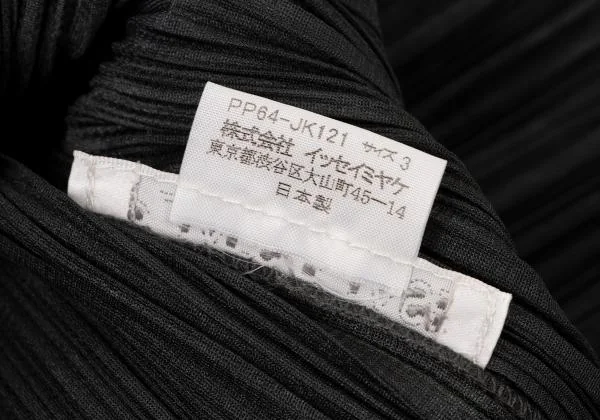 PP64-JK121 サイズ 3
株式会社 イッセイミヤケ
東京都渋谷区大山町45-14
日本製